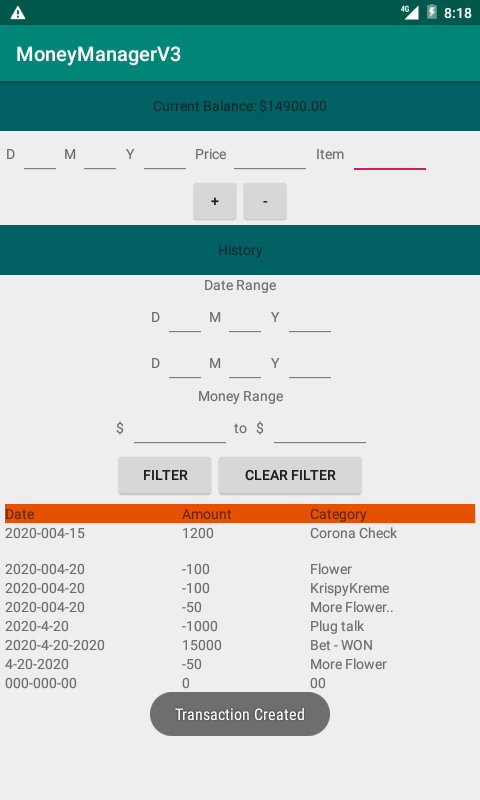 4G 8:18
MoneyManagerV3
Current Balance: $14900.00
D M Y Price Item
+ -
History
Date Range
D M Y
D M Y
Money Range
$ to $
FILTER CLEAR FILTER
Date Amount Category
2020-004-15 1200 Corona Check
2020-004-20 -100 Flower
2020-004-20 -100 KrispyKreme
2020-004-20 -50 More Flower..
2020-4-20 -1000 Plug talk
2020-4-20-2020 15000 Bet - WON
4-20-2020 -50 More Flower
000-000-00 0 00
Transaction Created